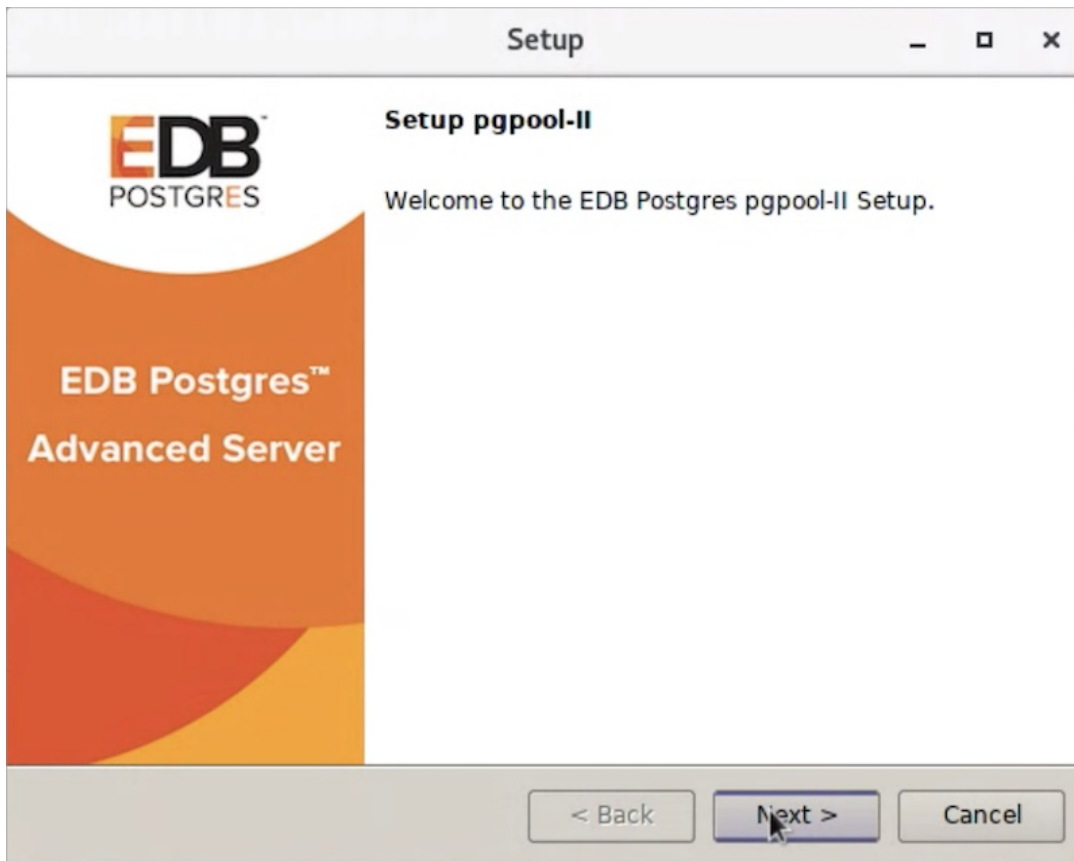 Setup
EDB™
POSTGRES
Setup pgpool-II
Welcome to the EDB Postgres pgpool-II Setup.
EDB Postgres™
Advanced Server
< Back
Next >
Cancel